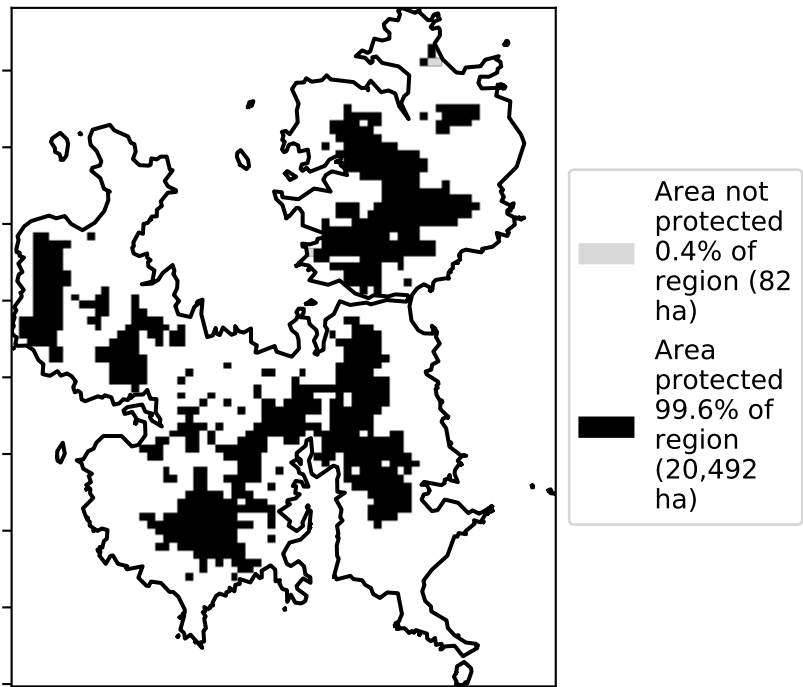 Area not
protected
0.4% of
region (82
ha)
Area
protected
99.6% of
region
(20,492
ha)